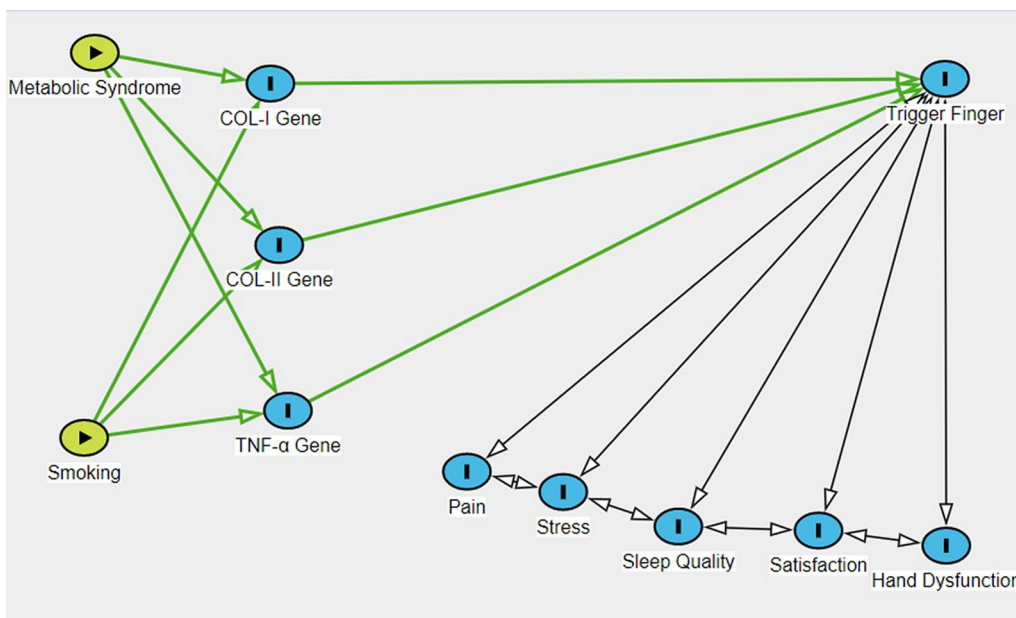 Metabolic Syndrome
COL-I Gene
Trigger Finger
COL-II Gene
TNF-α Gene
Smoking
Pain
Stress
Sleep Quality
Satisfaction
Hand Dysfunction